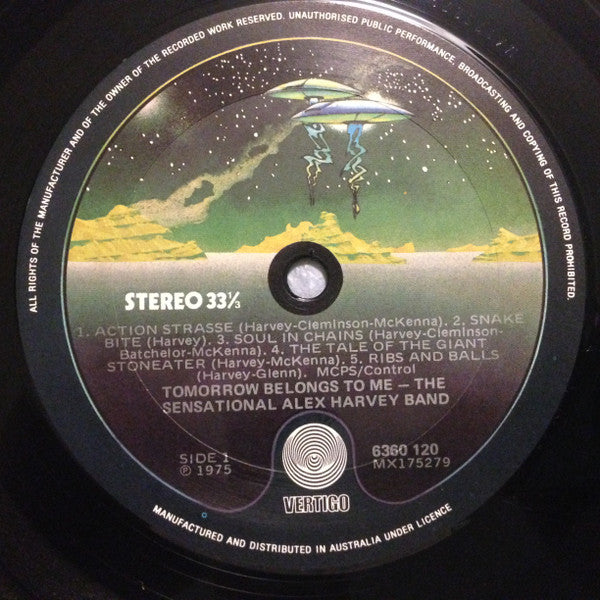 ALL RIGHTS OF THE MANUFACTURER AND OF THE OWNER OF THE RECORDED WORK RESERVED. UNAUTHORISED PUBLIC PERFORMANCE, BROADCASTING AND COPYING OF THIS RECORD PROHIBITED.
STEREO 33⅓
1. ACTION STRASSE (Harvey-Cleminson-McKenna). 2. SNAKE
BITE (Harvey). 3. SOUL IN CHAINS (Harvey-Cleminson-
Batchelor-McKenna). 4. THE TALE OF THE GIANT
STONEATER (Harvey-McKenna). 5. RIBS AND BALLS
(Harvey-Glenn). MCPS/Control
TOMORROW BELONGS TO ME – THE
SENSATIONAL ALEX HARVEY BAND
SIDE 1
℗ 1975
6360 120
MX175279
VERTIGO
MANUFACTURED AND DISTRIBUTED IN AUSTRALIA UNDER LICENCE